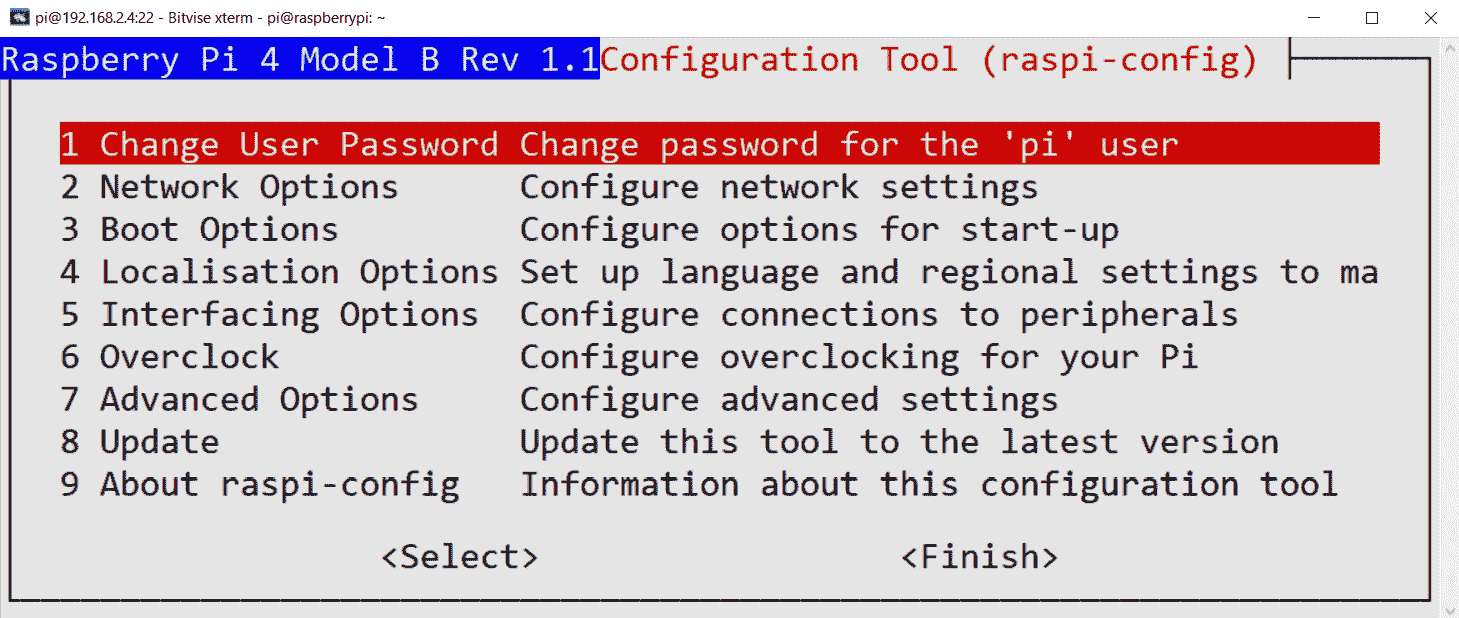 pi@192.168.2.4:22 - Bitvise xterm - pi@raspberrypi: ~
Raspberry Pi 4 Model B Rev 1.1Configuration Tool (raspi-config)
1 Change User Password Change password for the 'pi' user
2 Network Options Configure network settings
3 Boot Options Configure options for start-up
4 Localisation Options Set up language and regional settings to ma
5 Interfacing Options Configure connections to peripherals
6 Overclock Configure overclocking for your Pi
7 Advanced Options Configure advanced settings
8 Update Update this tool to the latest version
9 About raspi-config Information about this configuration tool
<Select> <Finish>